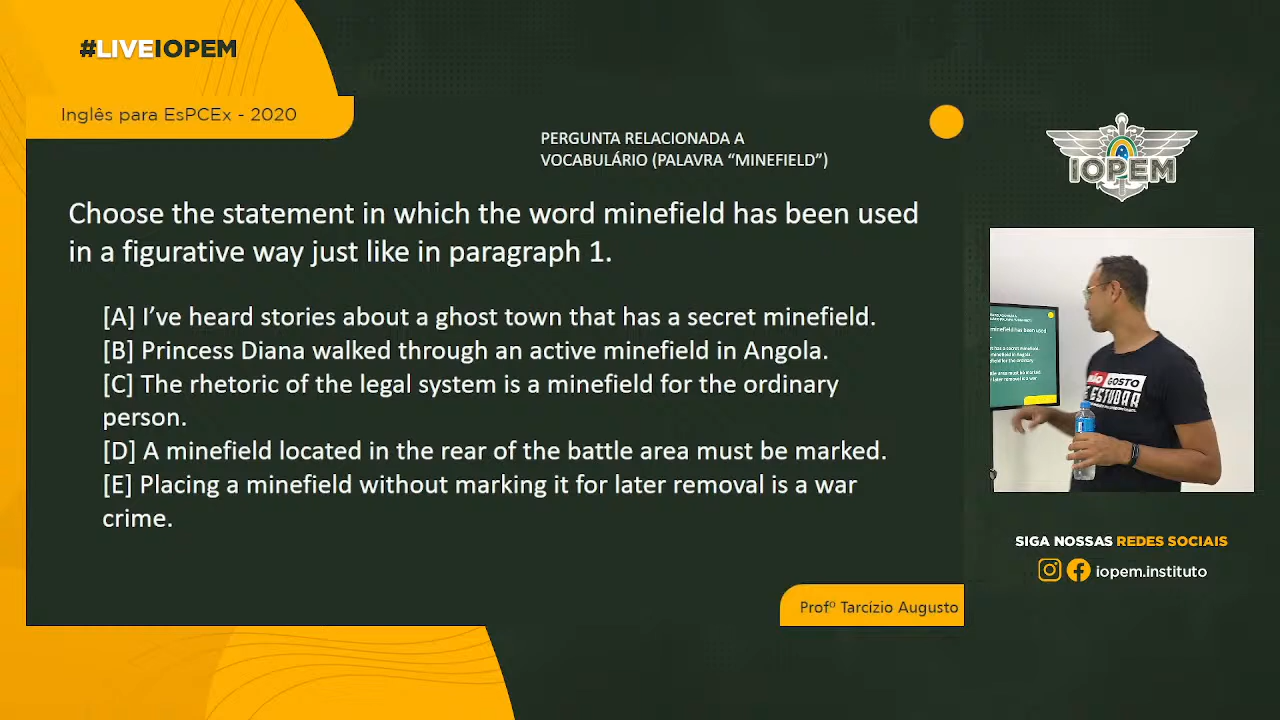 #LIVEIOPEM
Inglês para EsPCEx - 2020
PERGUNTA RELACIONADA A
VOCABULÁRIO (PALAVRA “MINEFIELD”)
Choose the statement in which the word minefield has been used
in a figurative way just like in paragraph 1.
[A] I’ve heard stories about a ghost town that has a secret minefield.
[B] Princess Diana walked through an active minefield in Angola.
[C] The rhetoric of the legal system is a minefield for the ordinary
person.
[D] A minefield located in the rear of the battle area must be marked.
[E] Placing a minefield without marking it for later removal is a war
crime.
Profº Tarcízio Augusto
IOPEM
NÃO GOSTO
ESTUDAR
SIGA NOSSAS REDES SOCIAIS
iopem.instituto